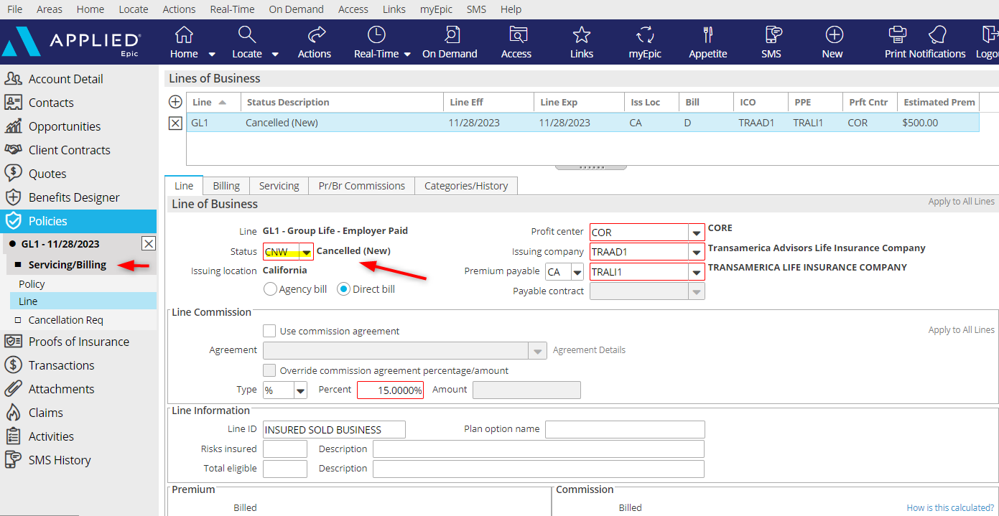 File Areas Home Locate Actions Real-Time On Demand Access Links myEpic SMS Help
APPLIED
Epic
Home Locate Actions Real-Time On Demand Access Links myEpic Appetite SMS New Print Notifications Logou
Account Detail
Contacts
Opportunities
Client Contracts
Quotes
Benefits Designer
Policies
GL1 - 11/28/2023
Servicing/Billing
Policy
Line
Cancellation Req
Proofs of Insurance
Transactions
Attachments
Claims
Activities
SMS History
Lines of Business
Line Status Description Line Eff Line Exp Iss Loc Bill ICO PPE Prft Cntr Estimated Prem
GL1 Cancelled (New) 11/28/2023 11/28/2023 CA D TRAAD1 TRALI1 COR $500.00
Line Billing Servicing Pr/Br Commissions Categories/History
Line of Business Apply to All Lines
Line GL1 - Group Life - Employer Paid Profit center COR CORE
Status CNW Cancelled (New) Issuing company TRAAD1 Transamerica Advisors Life Insurance Company
Issuing location California Premium payable CA TRALI1 TRANSAMERICA LIFE INSURANCE COMPANY
Agency bill Direct bill Payable contract
Line Commission
Use commission agreement Apply to All Lines
Agreement Agreement Details
Override commission agreement percentage/amount
Type % Percent 15.0000% Amount
Line Information
Line ID INSURED SOLD BUSINESS Plan option name
Risks insured Description
Total eligible Description
Premium Commission
Billed Billed How is this calculated?